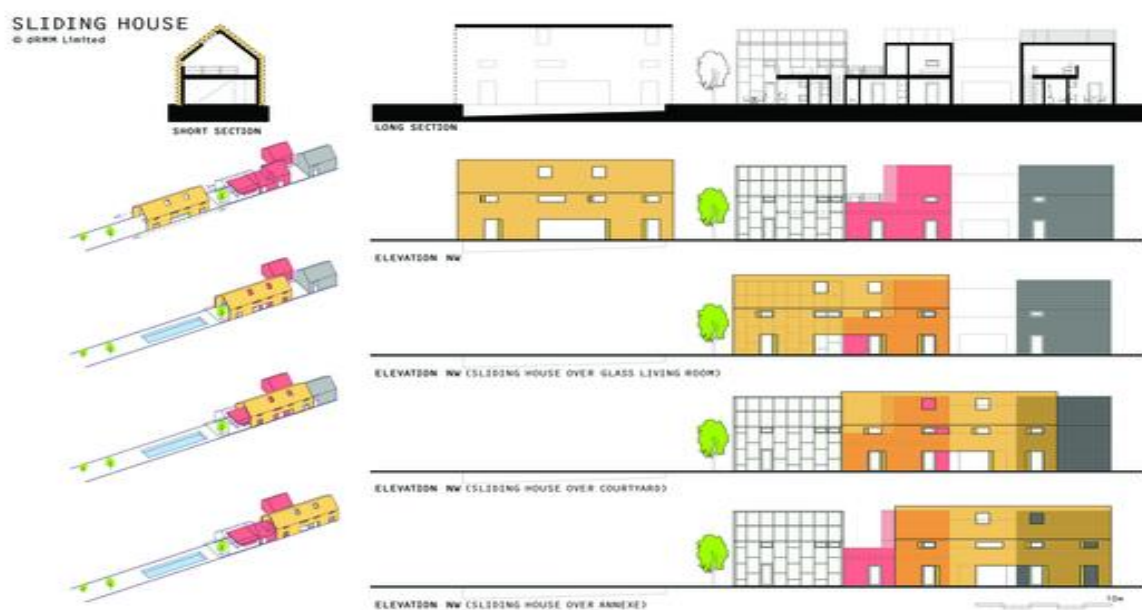 SLIDING HOUSE
© dRMM Limited
SHORT SECTION
LONG SECTION
ELEVATION NW
ELEVATION NW (SLIDING HOUSE OVER GLASS LIVING ROOM)
ELEVATION NW (SLIDING HOUSE OVER COURTYARD)
ELEVATION NW (SLIDING HOUSE OVER ANNEXE)
10m